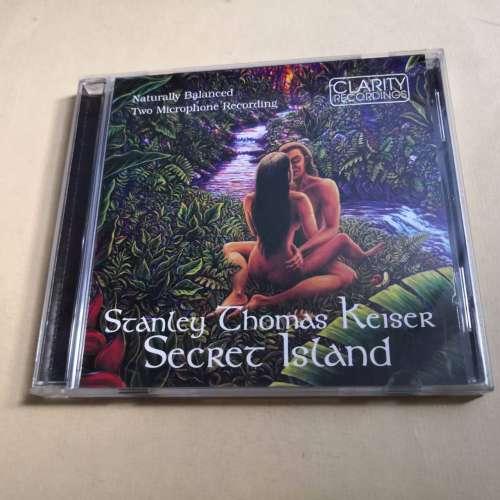 Naturally Balanced
Two Microphone Recording
CLARITY
RECORDINGS
Stanley Thomas Keiser
Secret Island